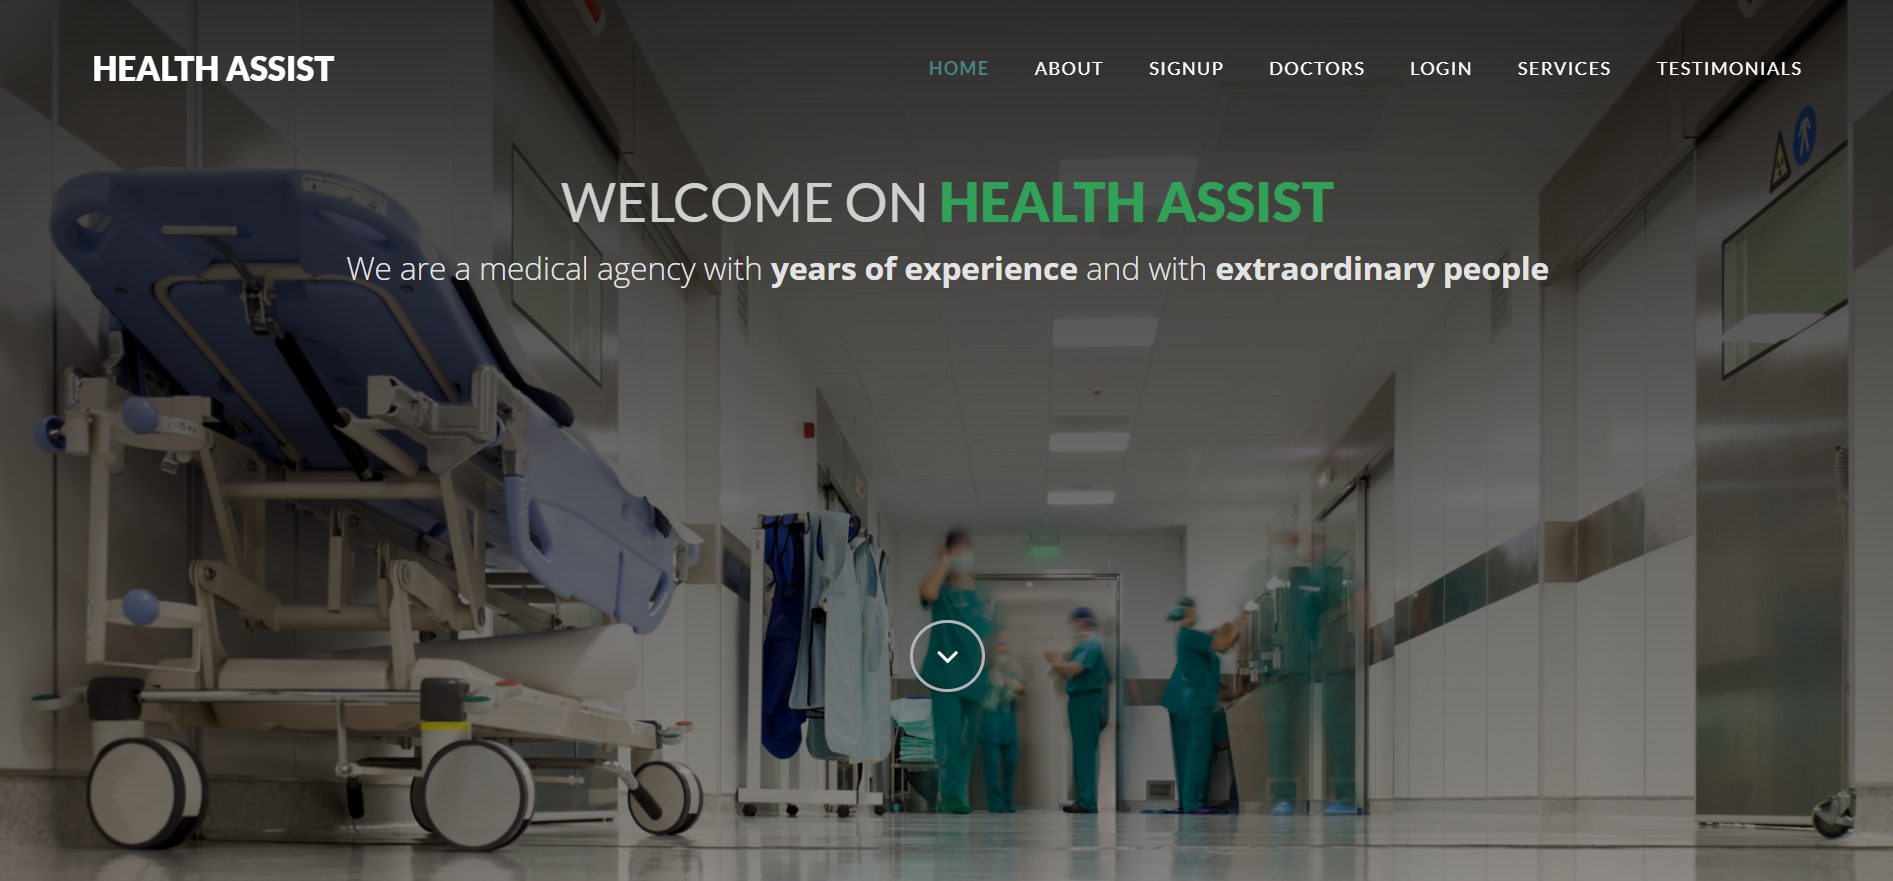 HEALTH ASSIST
HOME ABOUT SIGNUP DOCTORS LOGIN SERVICES TESTIMONIALS
WELCOME ON HEALTH ASSIST
We are a medical agency with years of experience and with extraordinary people
EXIT